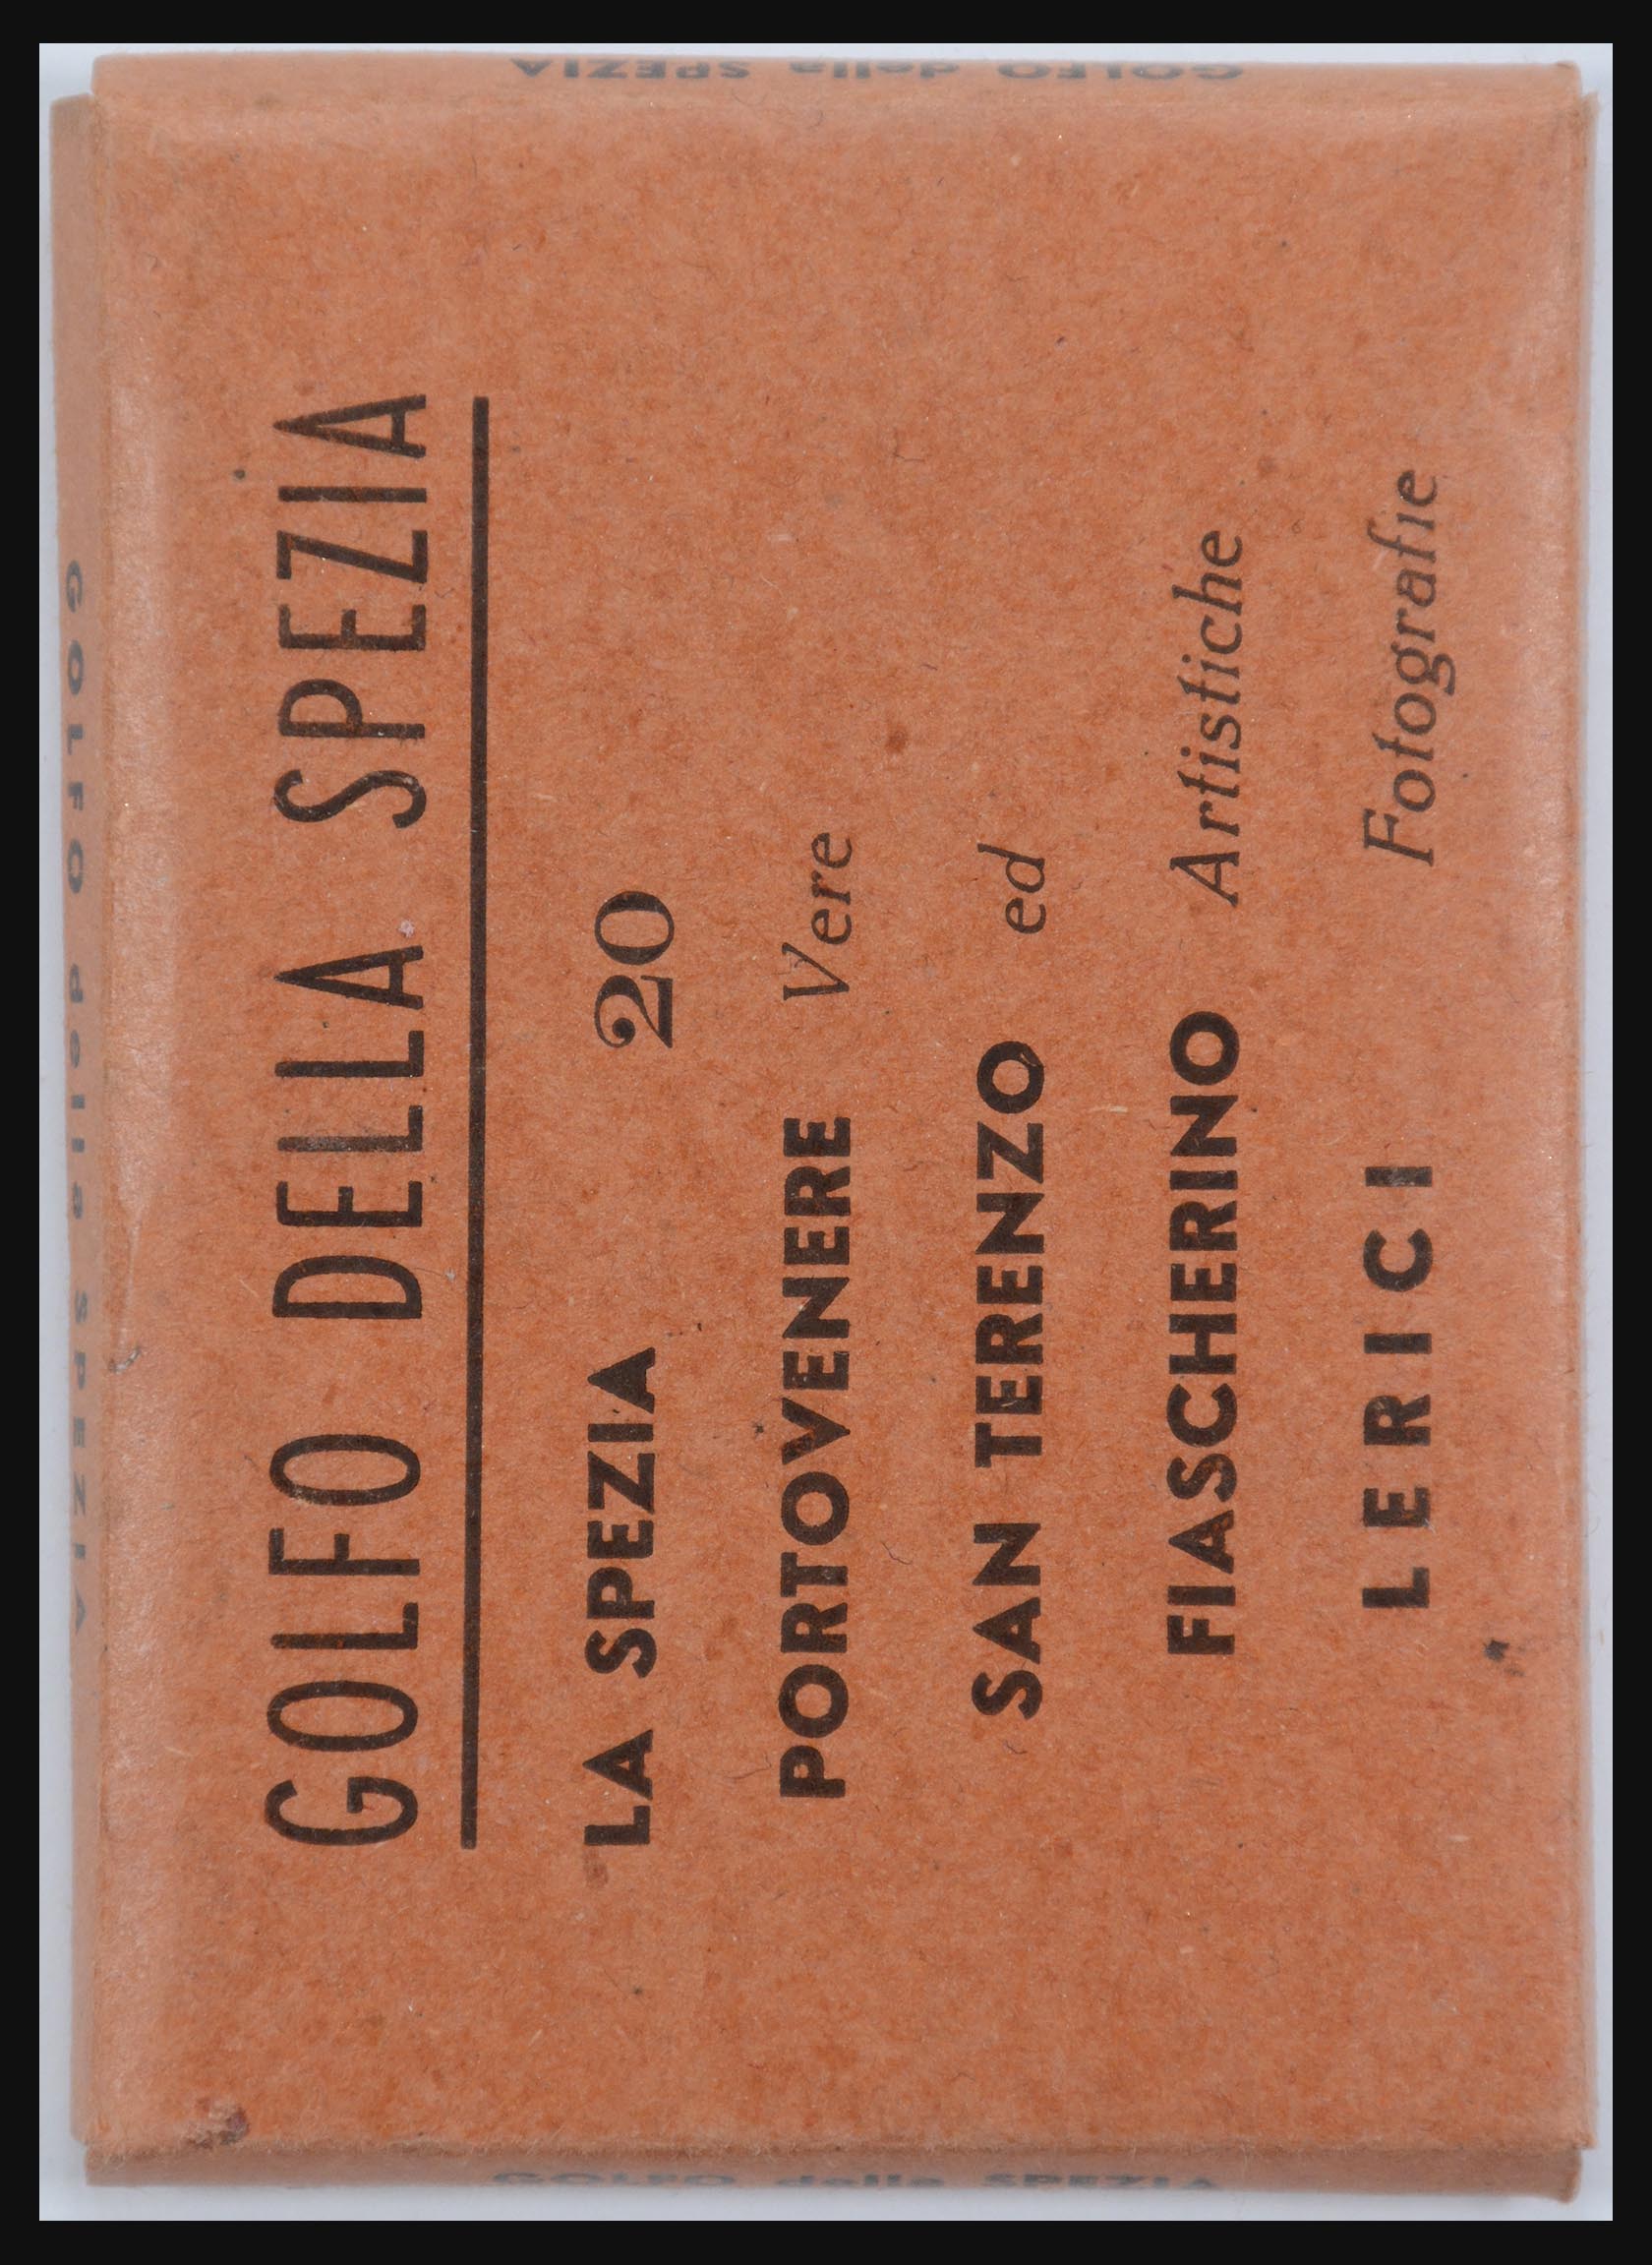 GOLFO DELLA SPEZIA
LA SPEZIA 20
PORTOVENERE Vere
SAN TERENZO ed
FIASCHERINO Artistiche
LERICI Fotografie
GOLFO della SPEZIA
GOLFO della SPEZIA
GOLFO della SPEZIA